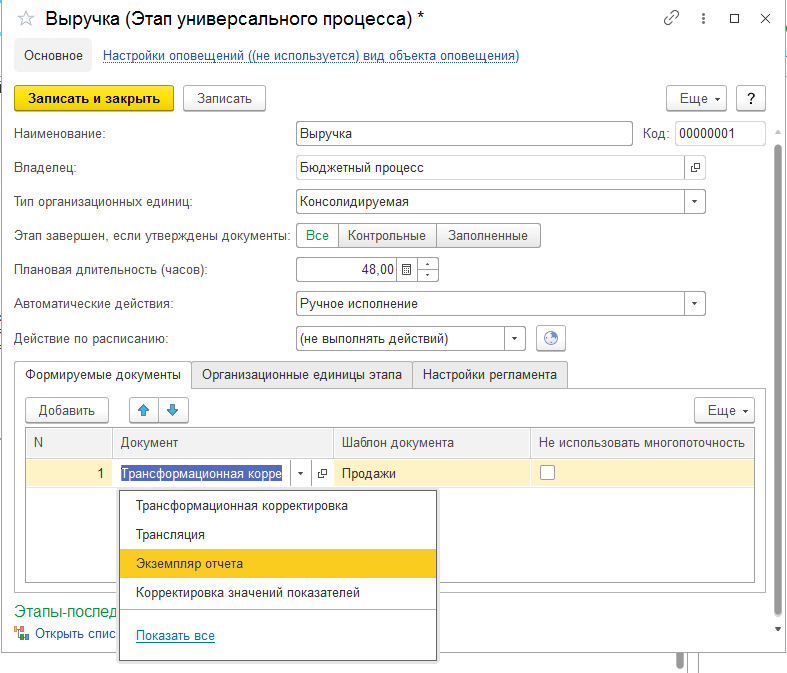 Выручка (Этап универсального процесса) *
Основное Настройки оповещений ((не используется) вид объекта оповещения)
Записать и закрыть Записать Еще ?
Наименование: Выручка Код: 00000001
Владелец: Бюджетный процесс
Тип организационных единиц: Консолидируемая
Этап завершен, если утверждены документы: Все Контрольные Заполненные
Плановая длительность (часов): 48,00
Автоматические действия: Ручное исполнение
Действие по расписанию: (не выполнять действий)
Формируемые документы Организационные единицы этапа Настройки регламента
Добавить Еще
N Документ Шаблон документа Не использовать многопоточность
1 Трансформационная корре Продажи
Трансформационная корректировка
Трансляция
Экземпляр отчета
Корректировка значений показателей
Показать все
Этапы-послед
Открыть спис